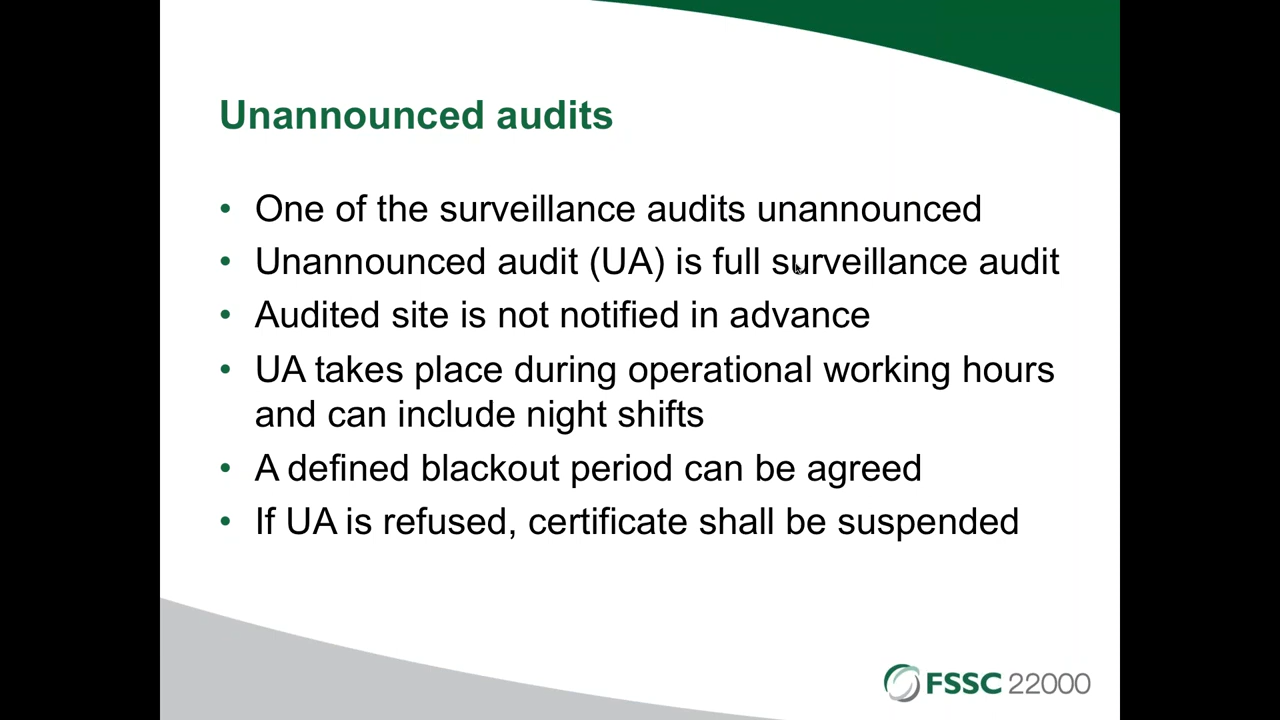 Unannounced audits
• One of the surveillance audits unannounced
• Unannounced audit (UA) is full surveillance audit
• Audited site is not notified in advance
• UA takes place during operational working hours
and can include night shifts
• A defined blackout period can be agreed
• If UA is refused, certificate shall be suspended
FSSC 22000